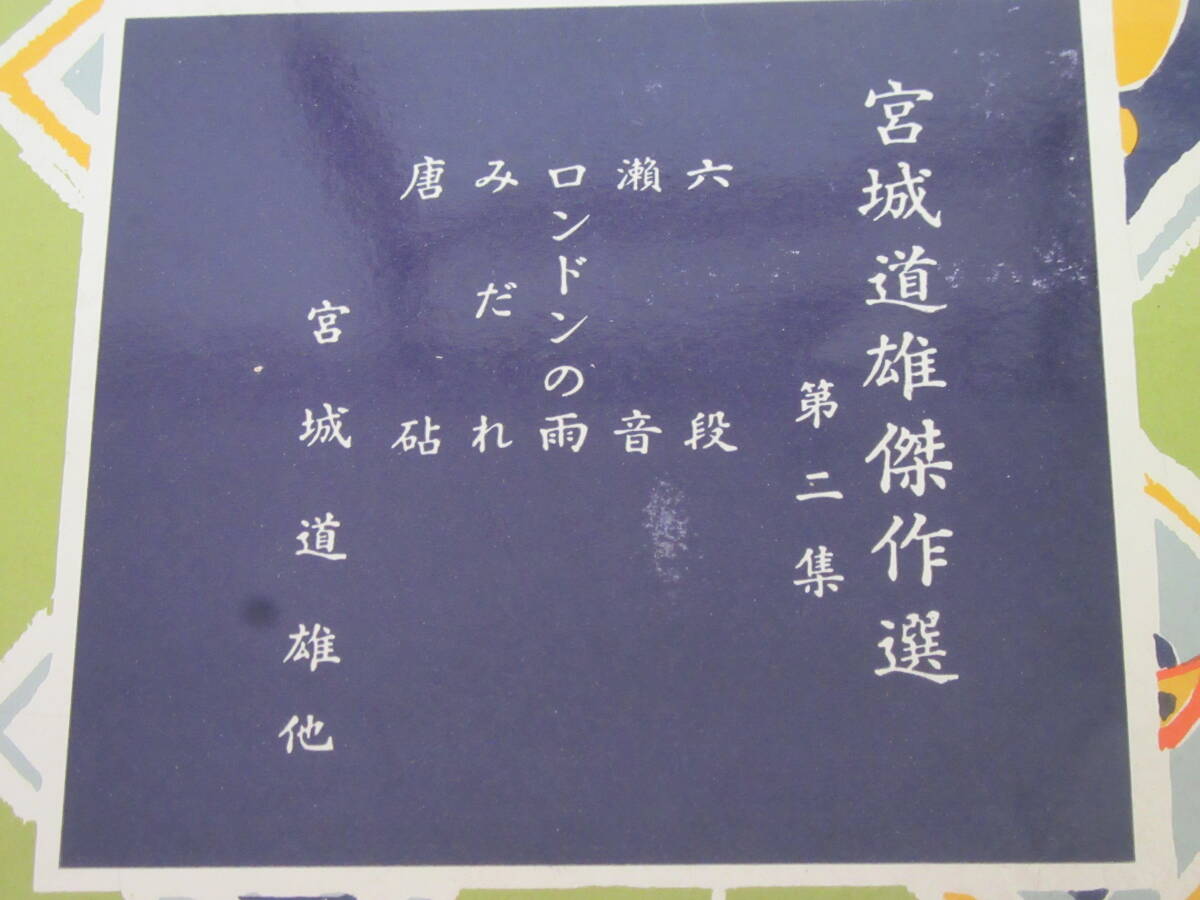 宮城道雄傑作選
第二集
六段
瀬音
ロンドンの雨
みだれ
唐砧
宮城道雄他